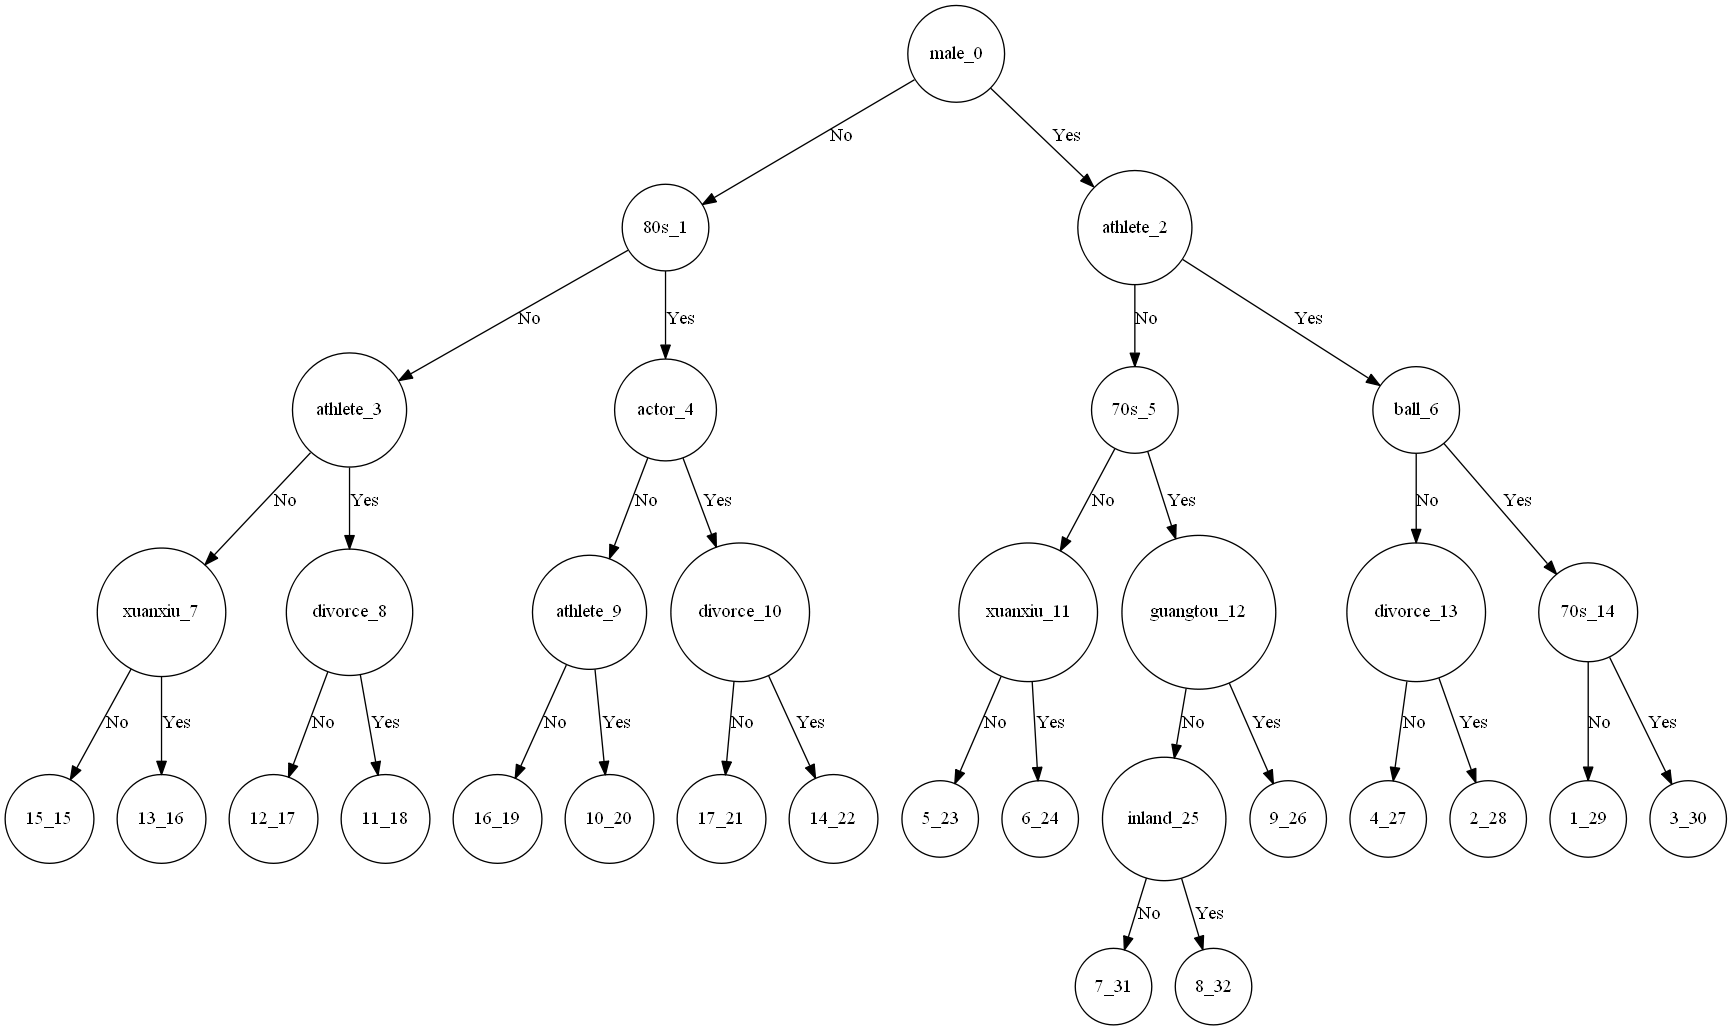 male_0
No
Yes
80s_1
athlete_2
No
Yes
No
Yes
athlete_3
actor_4
70s_5
ball_6
No
Yes
No
Yes
No
Yes
No
Yes
xuanxiu_7
divorce_8
athlete_9
divorce_10
xuanxiu_11
guangtou_12
divorce_13
70s_14
No
Yes
No
Yes
No
Yes
No
Yes
No
Yes
No
Yes
No
Yes
No
Yes
15_15
13_16
12_17
11_18
16_19
10_20
17_21
14_22
5_23
6_24
inland_25
9_26
4_27
2_28
1_29
3_30
No
Yes
7_31
8_32